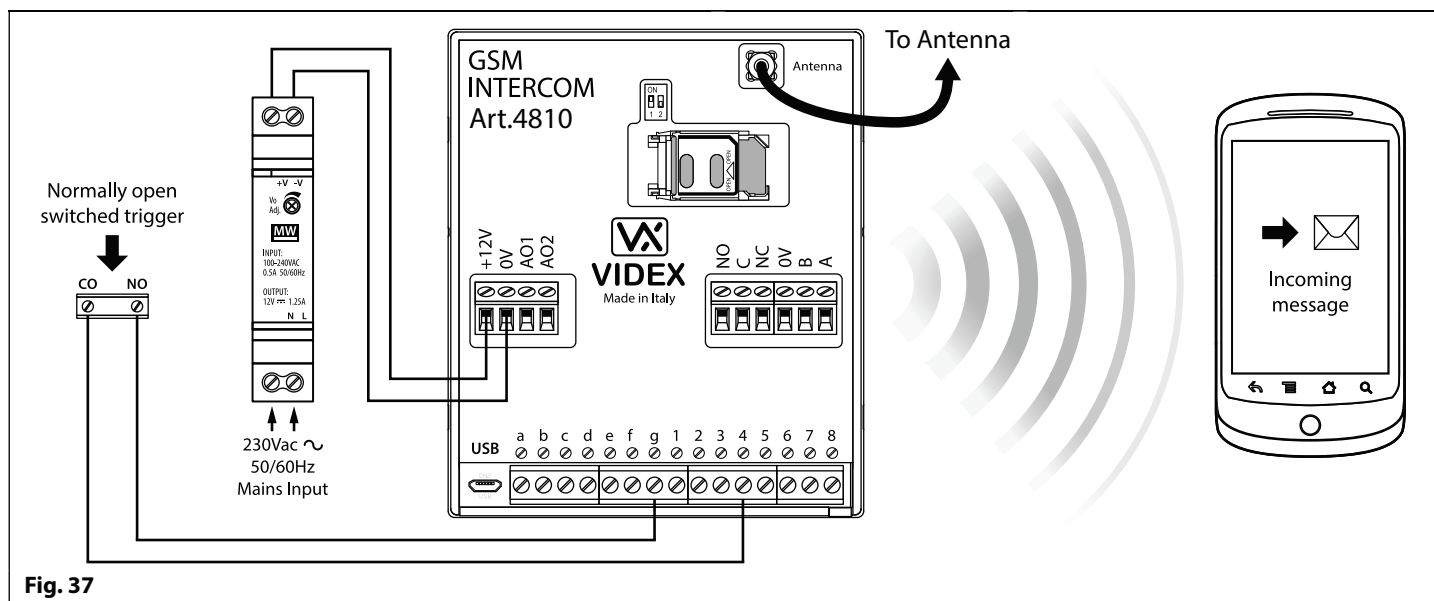 GSM
INTERCOM
Art.4810
ON
1 2
Antenna
To Antenna
OPEN
OPEN
Normally open
switched trigger
CO NO
+V -V
Vo
Adj.
MW
INPUT:
100-240VAC
0.5A 50/60Hz
OUTPUT:
12V ⎓ 1.25A
N L
230Vac ∿
50/60Hz
Mains Input
+12V
0V
AO1
AO2
VX
VIDEX
Made in Italy
NO
C
NC
0V
B
A
USB a b c d e f g 1 2 3 4 5 6 7 8
Incoming
message
Fig. 37